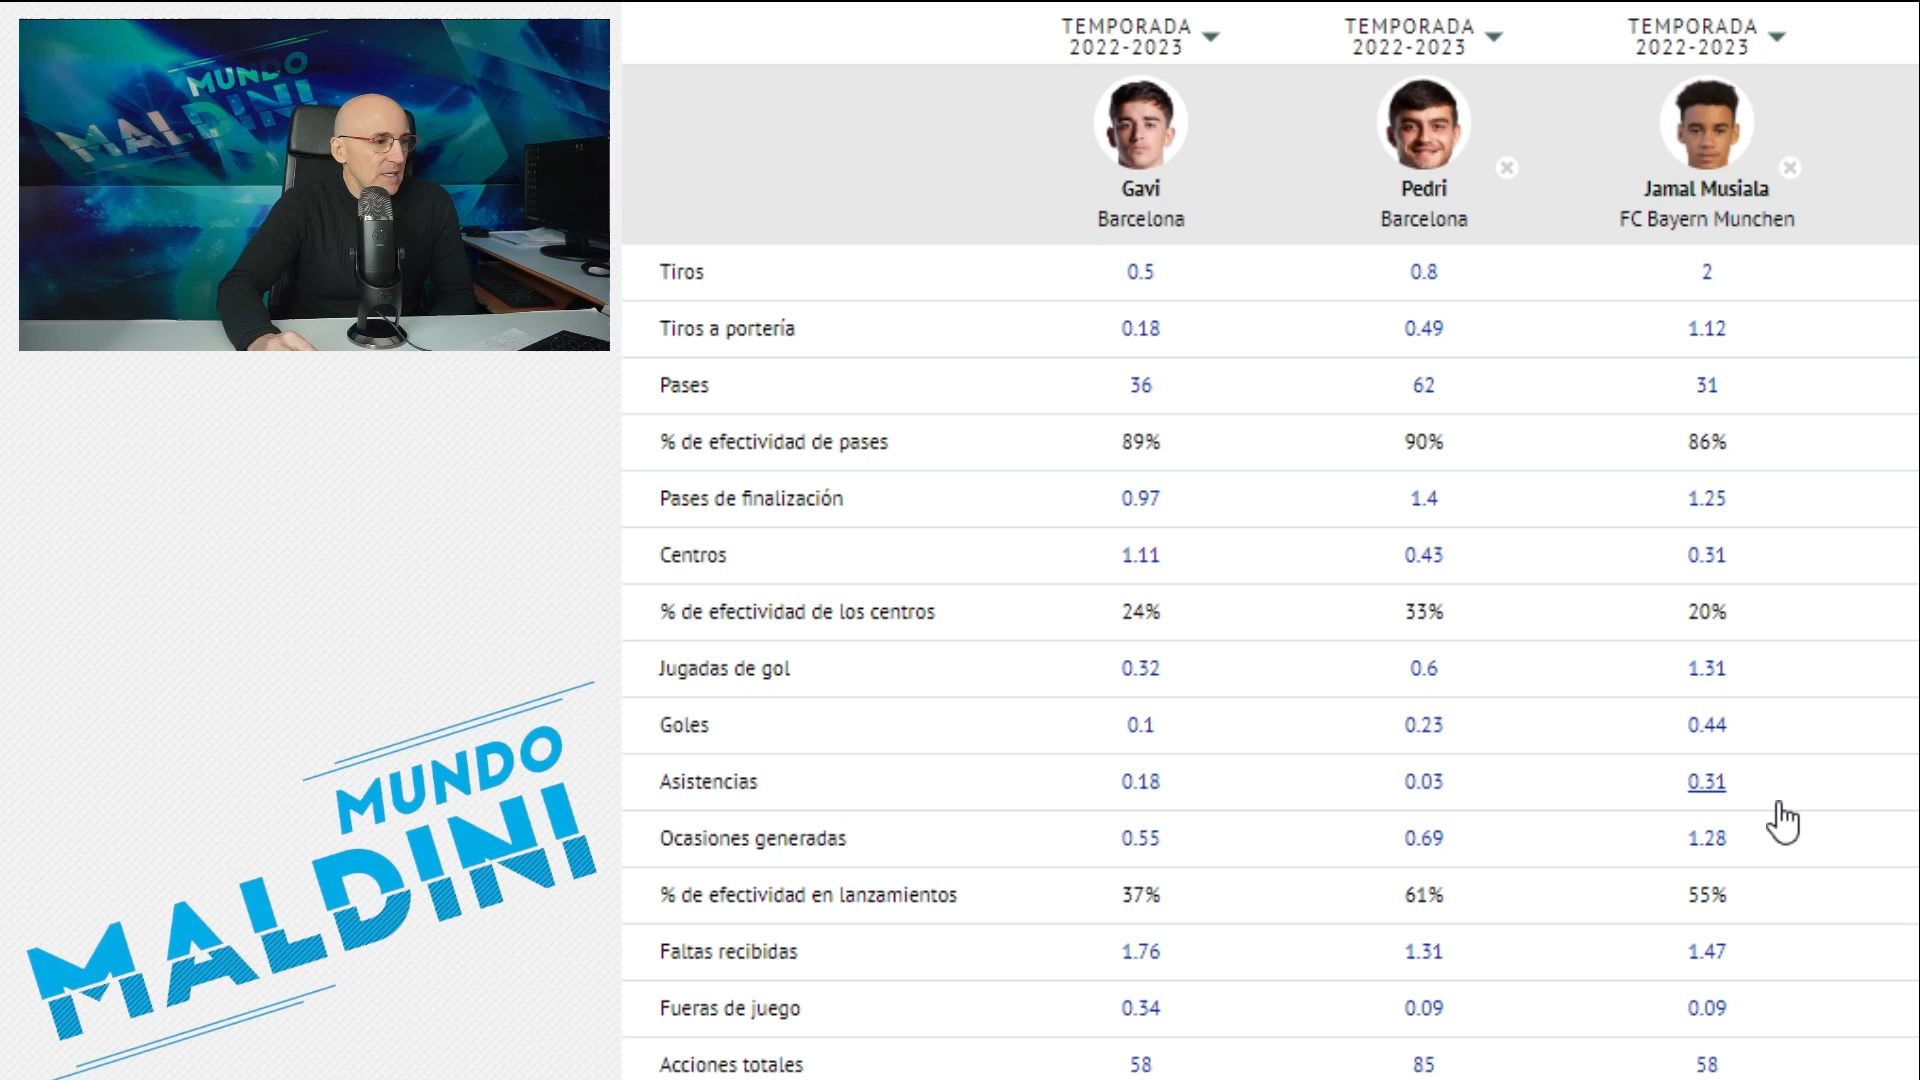 MUNDO
MALDINI
TEMPORADA
2022-2023
TEMPORADA
2022-2023
TEMPORADA
2022-2023
Gavi
Barcelona
Pedri
Barcelona
Jamal Musiala
FC Bayern Munchen
Tiros 0.5 0.8 2
Tiros a portería 0.18 0.49 1.12
Pases 36 62 31
% de efectividad de pases 89% 90% 86%
Pases de finalización 0.97 1.4 1.25
Centros 1.11 0.43 0.31
% de efectividad de los centros 24% 33% 20%
Jugadas de gol 0.32 0.6 1.31
Goles 0.1 0.23 0.44
Asistencias 0.18 0.03 0.31
Ocasiones generadas 0.55 0.69 1.28
% de efectividad en lanzamientos 37% 61% 55%
Faltas recibidas 1.76 1.31 1.47
Fueras de juego 0.34 0.09 0.09
Acciones totales 58 85 58
MUNDO
MALDINI